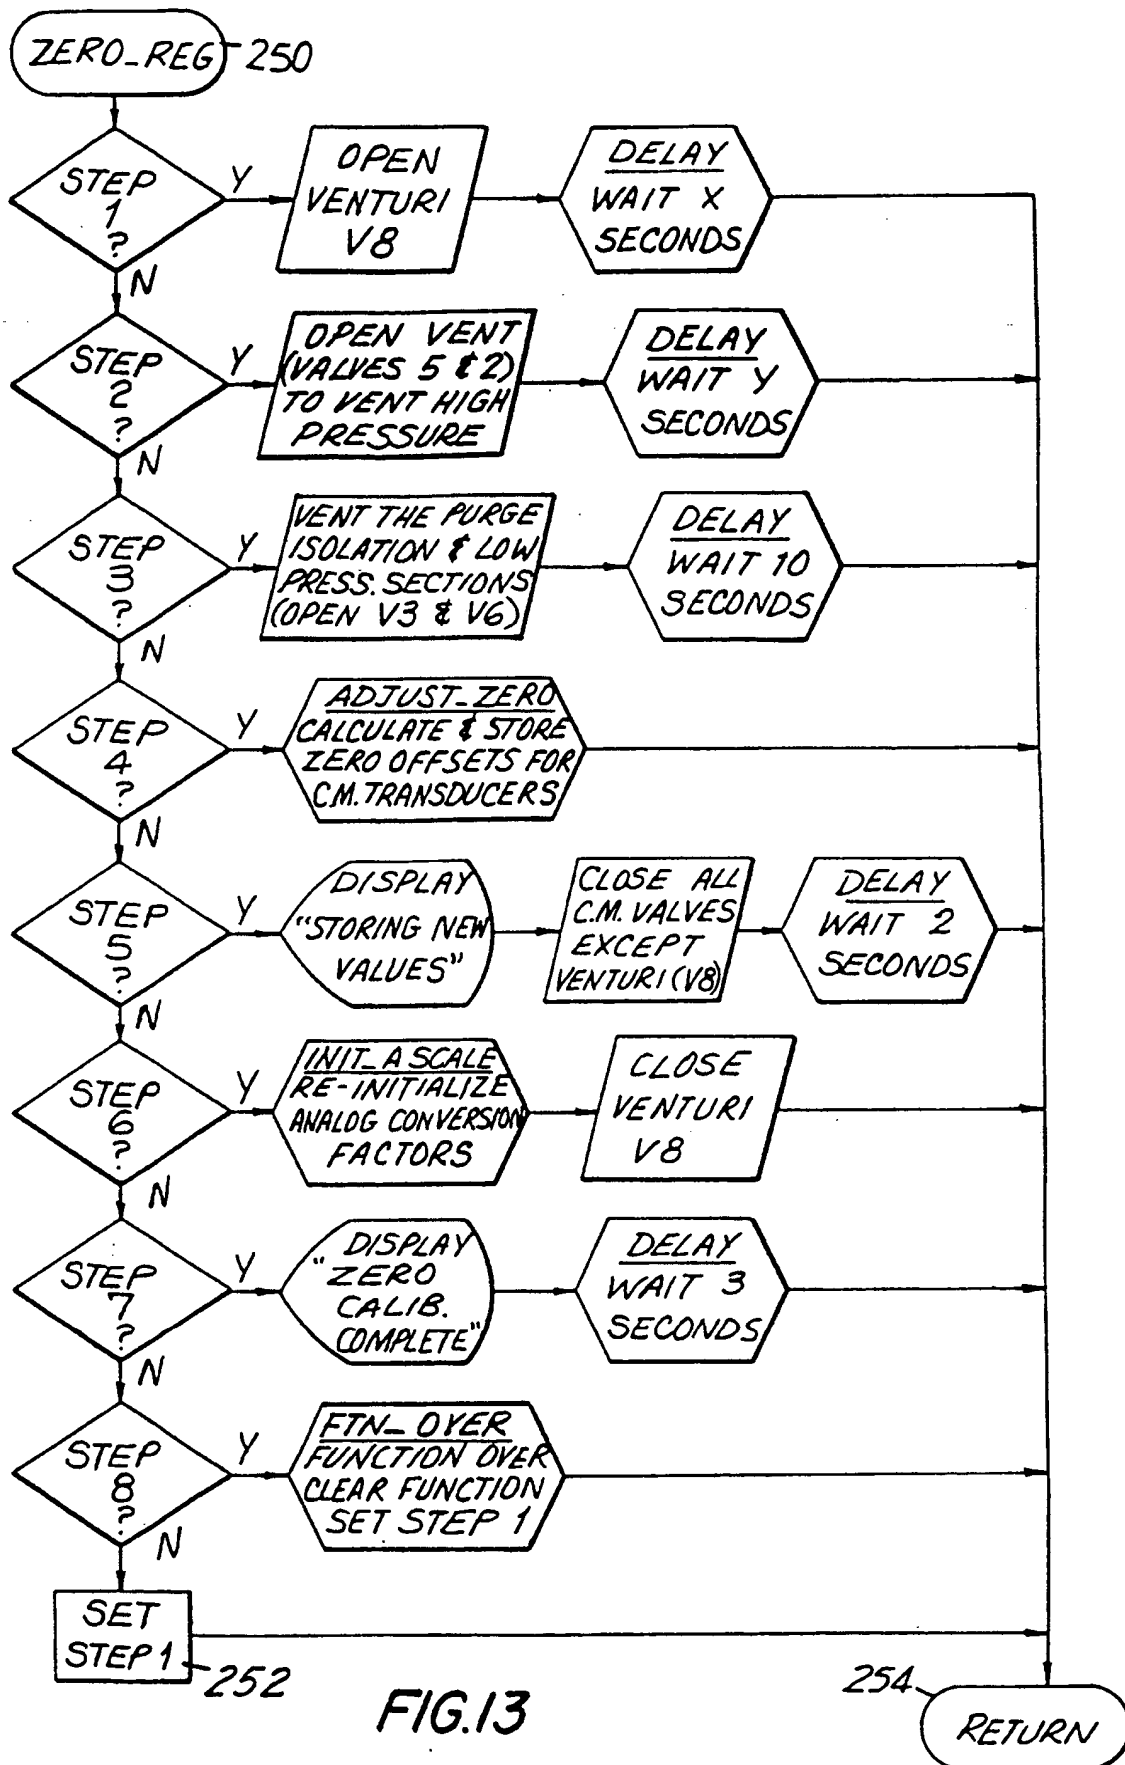 ZERO_REG 250
STEP
1
?
Y
N
OPEN
VENTURI
V8
DELAY
WAIT X
SECONDS
STEP
2
?
Y
N
OPEN VENT
(VALVES 5 & 2)
TO VENT HIGH
PRESSURE
DELAY
WAIT Y
SECONDS
STEP
3
?
Y
N
VENT THE PURGE
ISOLATION & LOW
PRESS. SECTIONS
(OPEN V3 & V6)
DELAY
WAIT 10
SECONDS
STEP
4
?
Y
N
ADJUST_ZERO
CALCULATE & STORE
ZERO OFFSETS FOR
C.M. TRANSDUCERS
STEP
5
?
Y
N
DISPLAY
"STORING NEW
VALUES"
CLOSE ALL
C.M. VALVES
EXCEPT
VENTURI (V8)
DELAY
WAIT 2
SECONDS
STEP
6
?
Y
N
INIT_A SCALE
RE-INITIALIZE
ANALOG CONVERSION
FACTORS
CLOSE
VENTURI
V8
STEP
7
?
Y
N
DISPLAY
"ZERO
CALIB.
COMPLETE"
DELAY
WAIT 3
SECONDS
STEP
8
?
Y
N
FTN_OVER
FUNCTION OVER
CLEAR FUNCTION
SET STEP 1
SET
STEP 1
252
254
RETURN
FIG.13